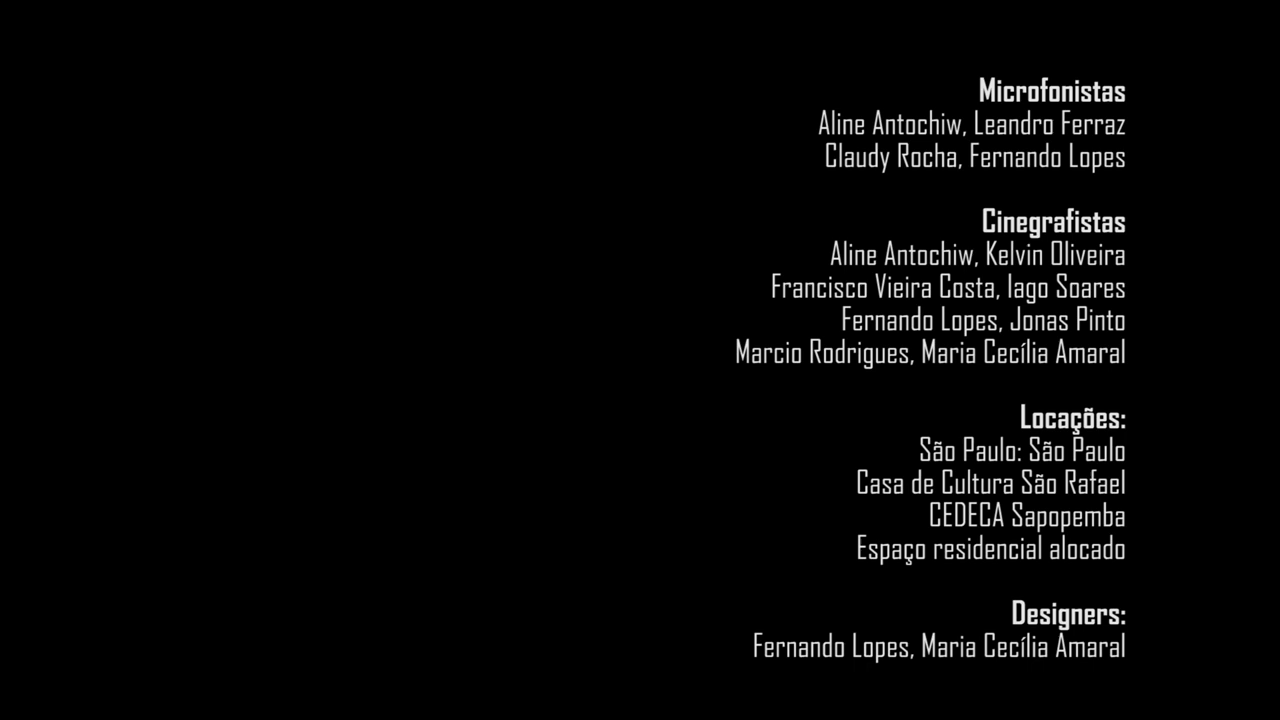 Microfonistas
Aline Antochiw, Leandro Ferraz
Claudy Rocha, Fernando Lopes
Cinegrafistas
Aline Antochiw, Kelvin Oliveira
Francisco Vieira Costa, Iago Soares
Fernando Lopes, Jonas Pinto
Marcio Rodrigues, Maria Cecília Amaral
Locações:
São Paulo: São Paulo
Casa de Cultura São Rafael
CEDECA Sapopemba
Espaço residencial alocado
Designers:
Fernando Lopes, Maria Cecília Amaral